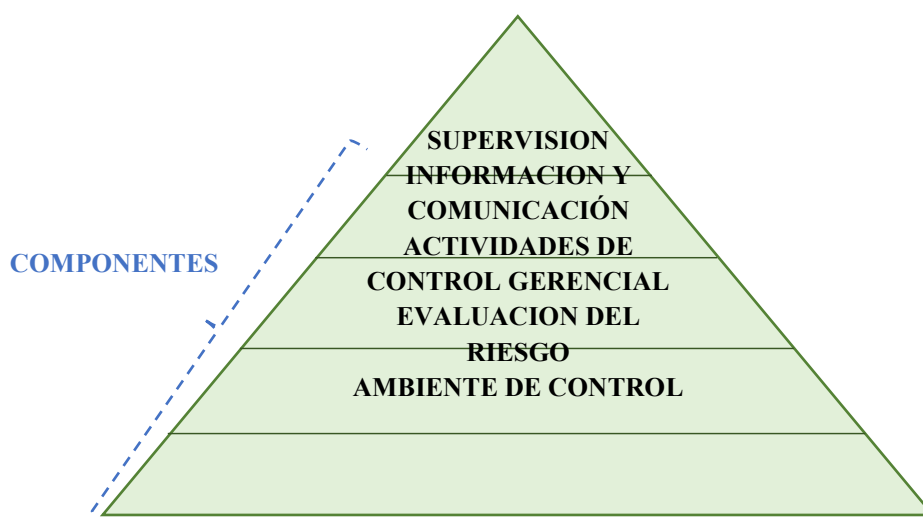 SUPERVISION
INFORMACION Y
COMUNICACIÓN
ACTIVIDADES DE
COMPONENTES
CONTROL GERENCIAL
EVALUACION DEL
RIESGO
AMBIENTE DE CONTROL